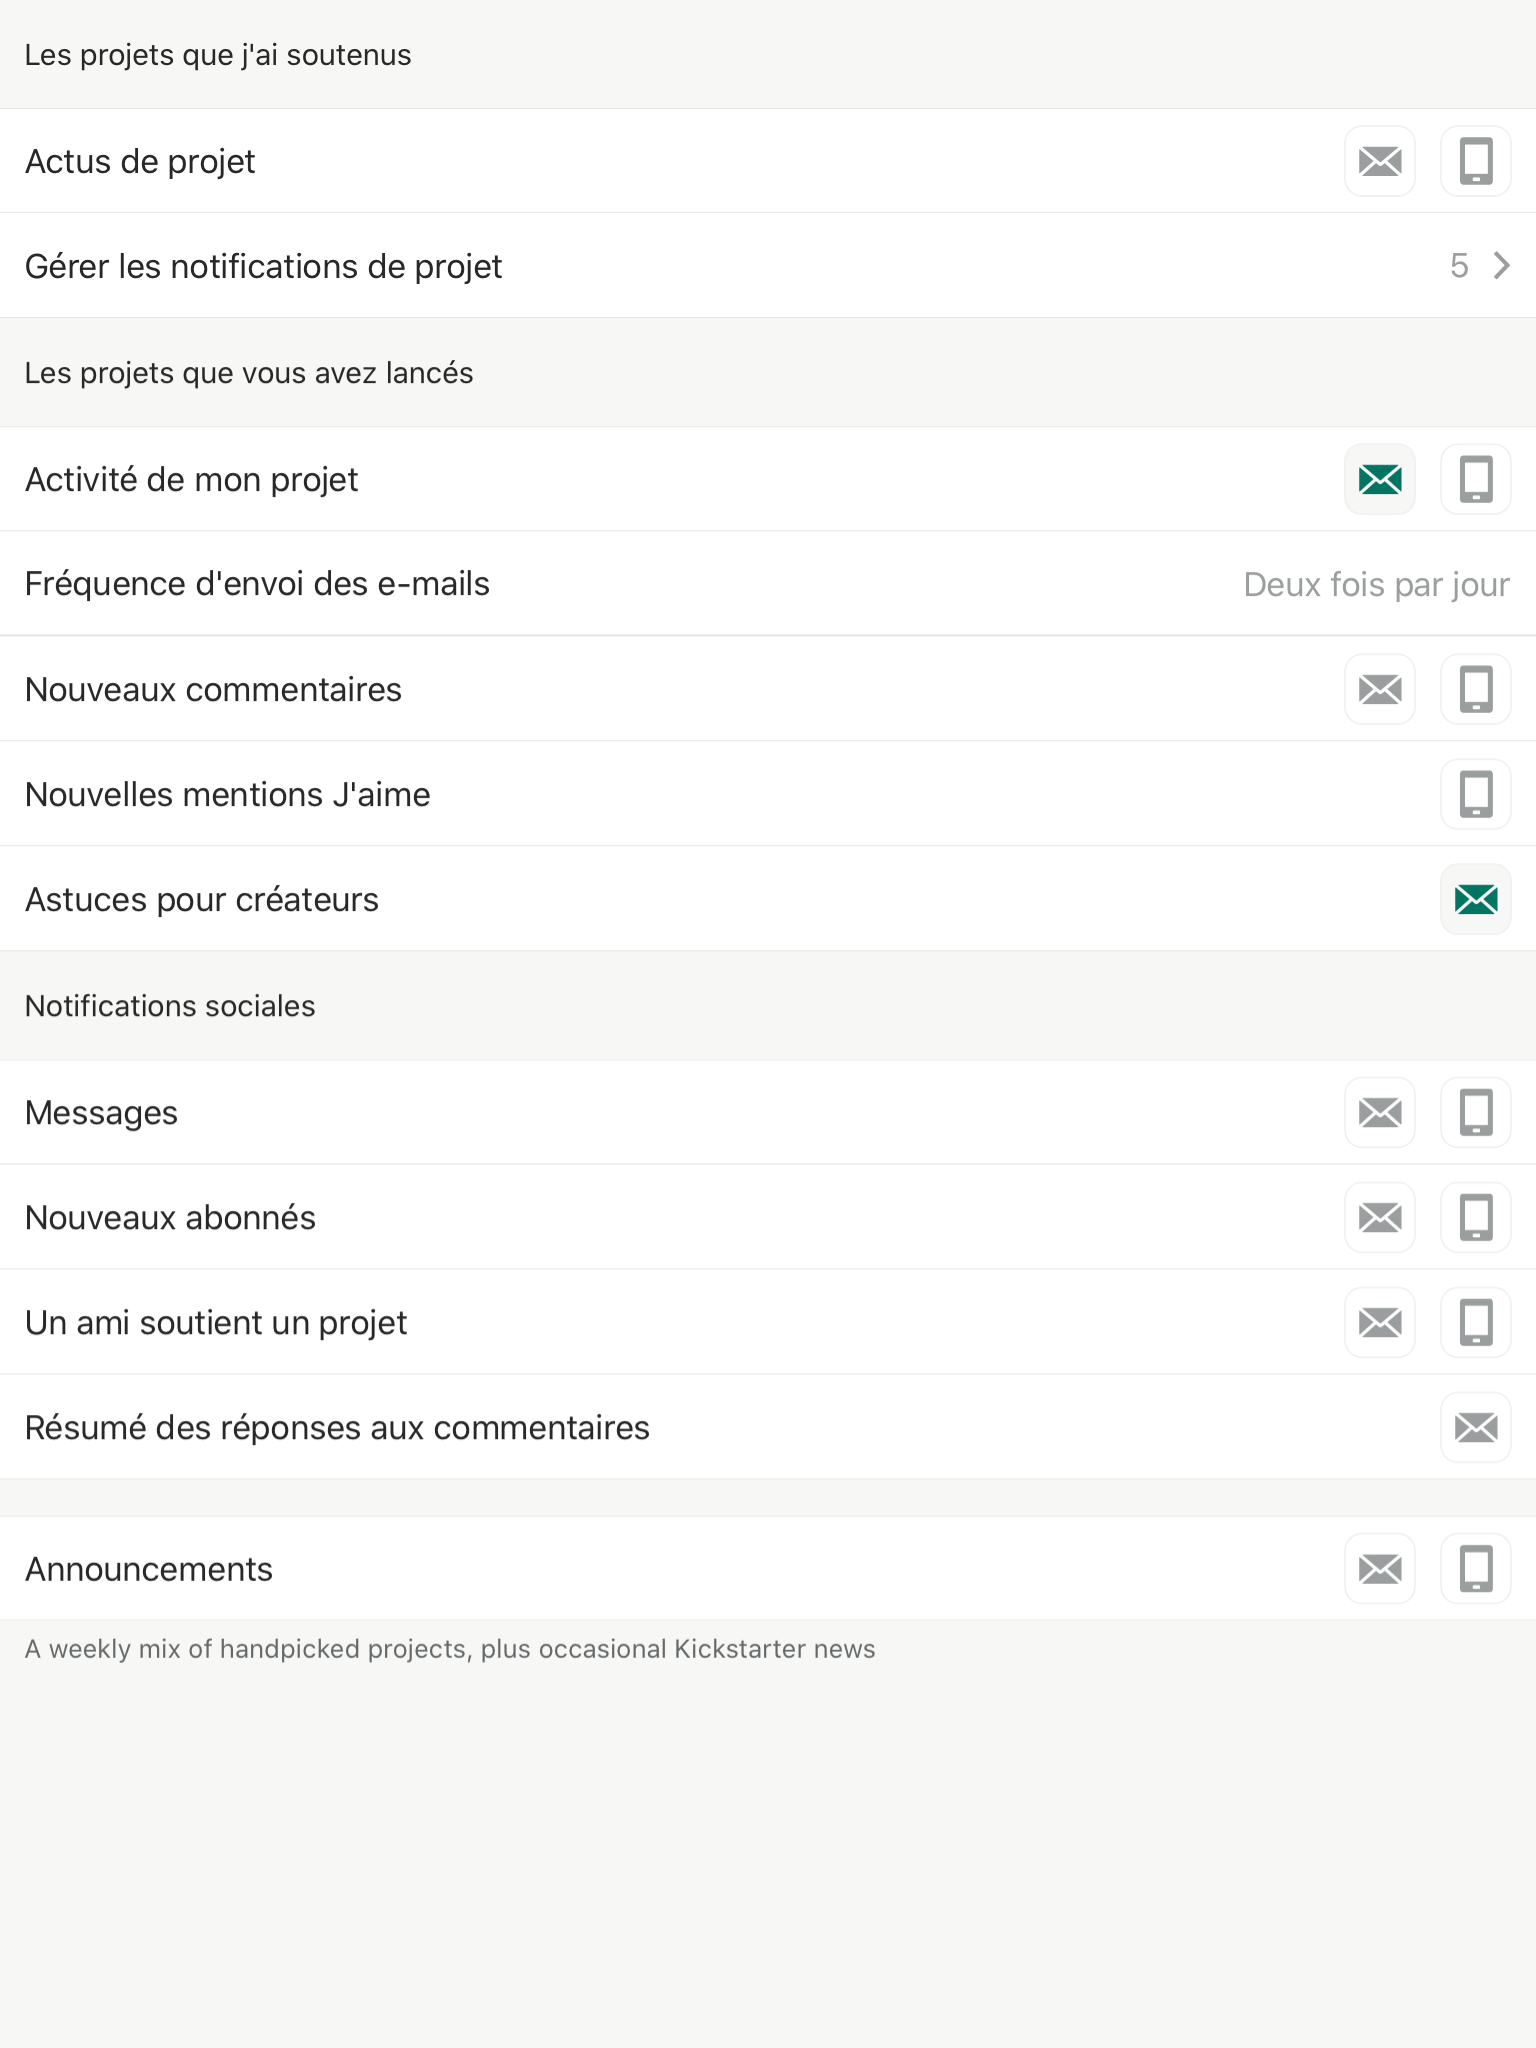 Les projets que j'ai soutenus
Actus de projet
Gérer les notifications de projet 5
Les projets que vous avez lancés
Activité de mon projet
Fréquence d'envoi des e-mails Deux fois par jour
Nouveaux commentaires
Nouvelles mentions J'aime
Astuces pour créateurs
Notifications sociales
Messages
Nouveaux abonnés
Un ami soutient un projet
Résumé des réponses aux commentaires
Announcements
A weekly mix of handpicked projects, plus occasional Kickstarter news